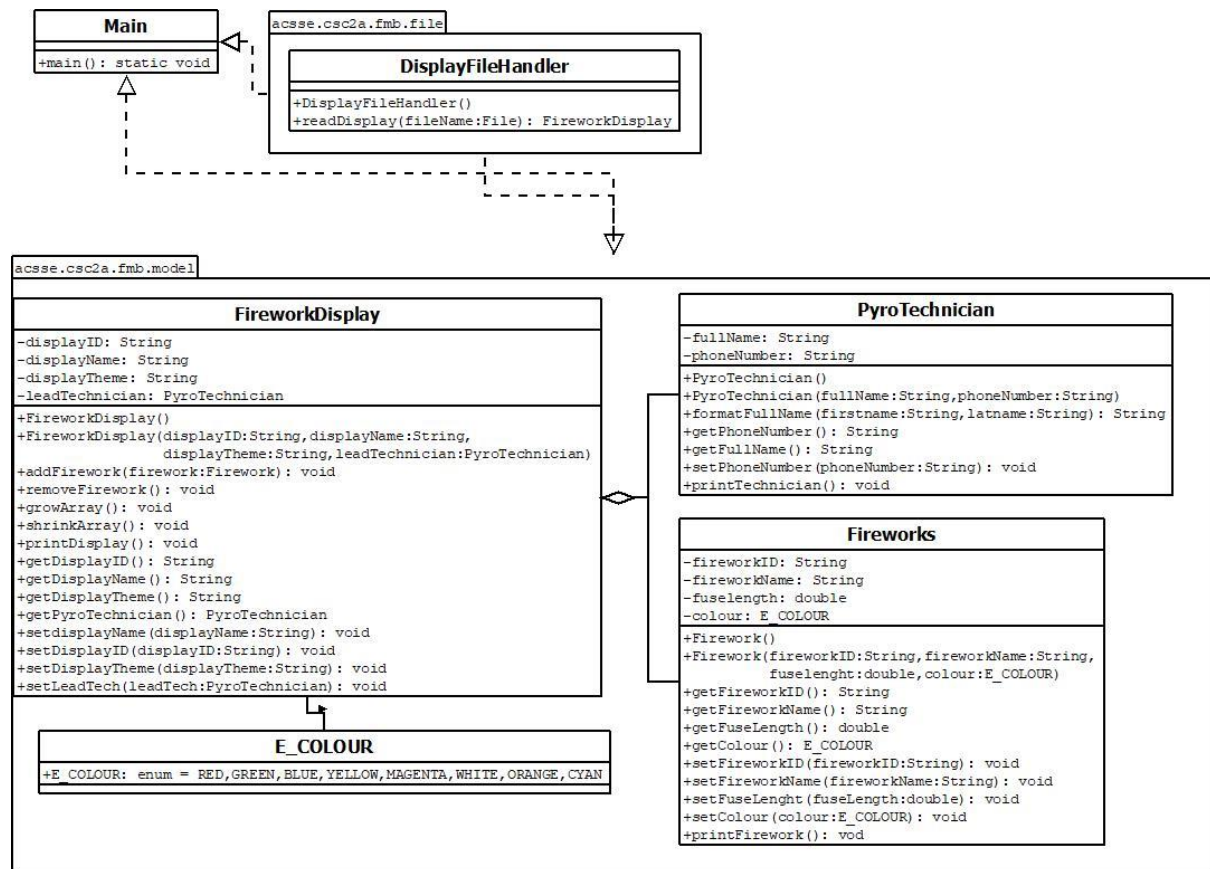 Main
+main(): static void
acsse.csc2a.fmb.file
DisplayFileHandler
+DisplayFileHandler()
+readDisplay(fileName:File): FireworkDisplay
acsse.csc2a.fmb.model
FireworkDisplay
-displayID: String
-displayName: String
-displayTheme: String
-leadTechnician: PyroTechnician
+FireworkDisplay()
+FireworkDisplay(displayID:String,displayName:String,
displayTheme:String,leadTechnician:PyroTechnician)
+addFirework(firework:Firework): void
+removeFirework(): void
+growArray(): void
+shrinkArray(): void
+printDisplay(): void
+getDisplayID(): String
+getDisplayName(): String
+getDisplayTheme(): String
+getPyroTechnician(): PyroTechnician
+setdisplayName(displayName:String): void
+setDisplayID(displayID:String): void
+setDisplayTheme(displayTheme:String): void
+setLeadTech(leadTech:PyroTechnician): void
PyroTechnician
-fullName: String
-phoneNumber: String
+PyroTechnician()
+PyroTechnician(fullName:String,phoneNumber:String)
+formatFullName(firstname:String,latname:String): String
+getPhoneNumber(): String
+getFullName(): String
+setPhoneNumber(phoneNumber:String): void
+printTechnician(): void
Fireworks
-fireworkID: String
-fireworkName: String
-fuselength: double
-colour: E_COLOUR
+Firework()
+Firework(fireworkID:String,fireworkName:String,
fuselenght:double,colour:E_COLOUR)
+getFireworkID(): String
+getFireworkName(): String
+getFuseLength(): double
+getColour(): E_COLOUR
+setFireworkID(fireworkID:String): void
+setFireworkName(fireworkName:String): void
+setFuseLenght(fuseLength:double): void
+setColour(colour:E_COLOUR): void
+printFirework(): vod
E_COLOUR
+E_COLOUR: enum = RED,GREEN,BLUE,YELLOW,MAGENTA,WHITE,ORANGE,CYAN